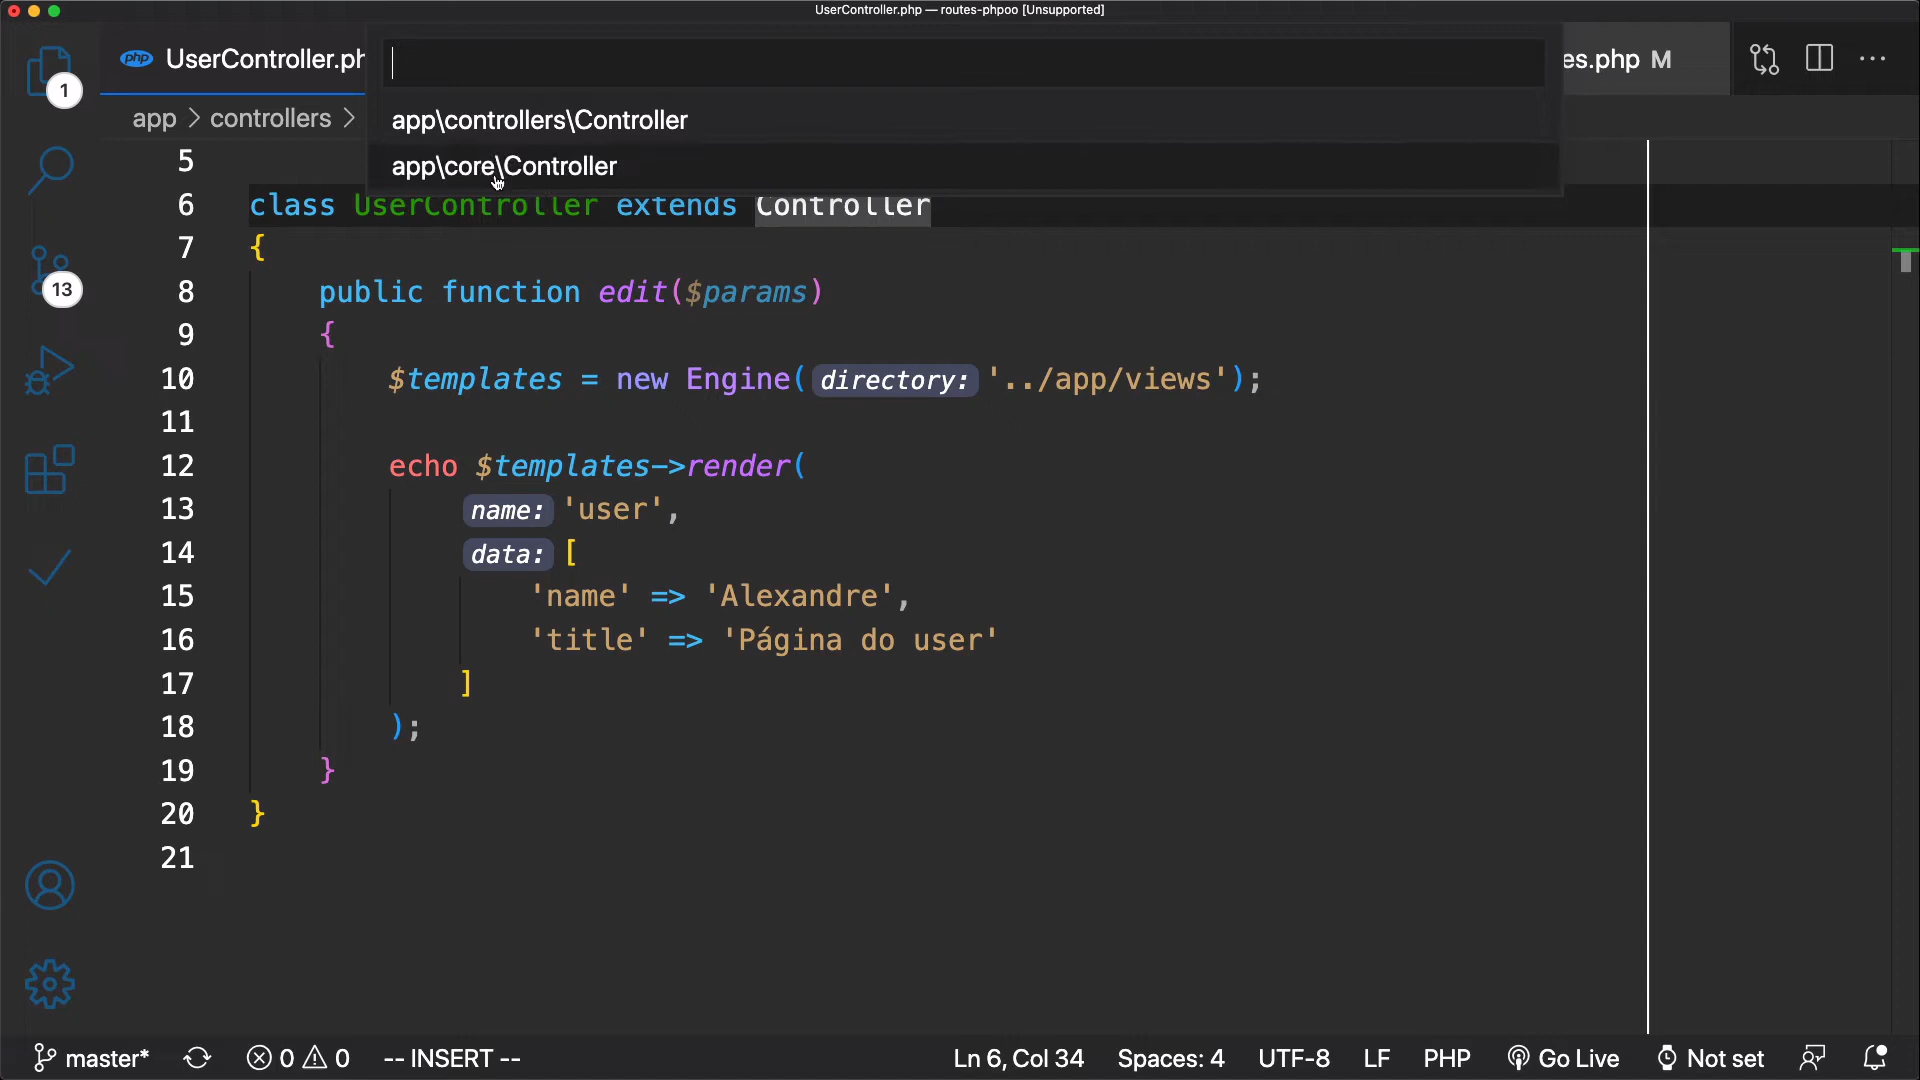 UserController.php — routes-phpoo [Unsupported]
php UserController.ph
es.php M
1
app\controllers\Controller
app\core\Controller
app > controllers >
5
6 class UserController extends Controller
7 {
8 public function edit($params)
9 {
10 $templates = new Engine( directory: '../app/views');
11
12 echo $templates->render(
13 name: 'user',
14 data: [
15 'name' => 'Alexandre',
16 'title' => 'Página do user'
17 ]
18 );
19 }
20 }
21
13
master* 0 0 -- INSERT -- Ln 6, Col 34 Spaces: 4 UTF-8 LF PHP Go Live Not set